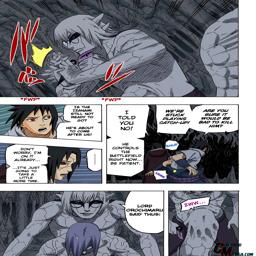 *FWP*
*FWP*
ARE YOU
SURE IT
WOULD BE
BAD TO KILL
HIM?
WE'RE
STUCK
PLAYING
CATCH-UP!
I
TOLD
YOU
NO!
HE
CONTROLS
THE
BATTLEFIELD
RIGHT NOW...
BE PATIENT.
IS THE
IZANAMI
STILL NOT
READY TO
GO?
HE'S ABOUT
TO COME
AFTER US!
DON'T
WORRY, I'M
ON IT
ALREADY...
IT'S JUST
GOING TO
TAKE A
LITTLE MORE
TIME.
LORD
OROCHIMARU
SAID THUS: